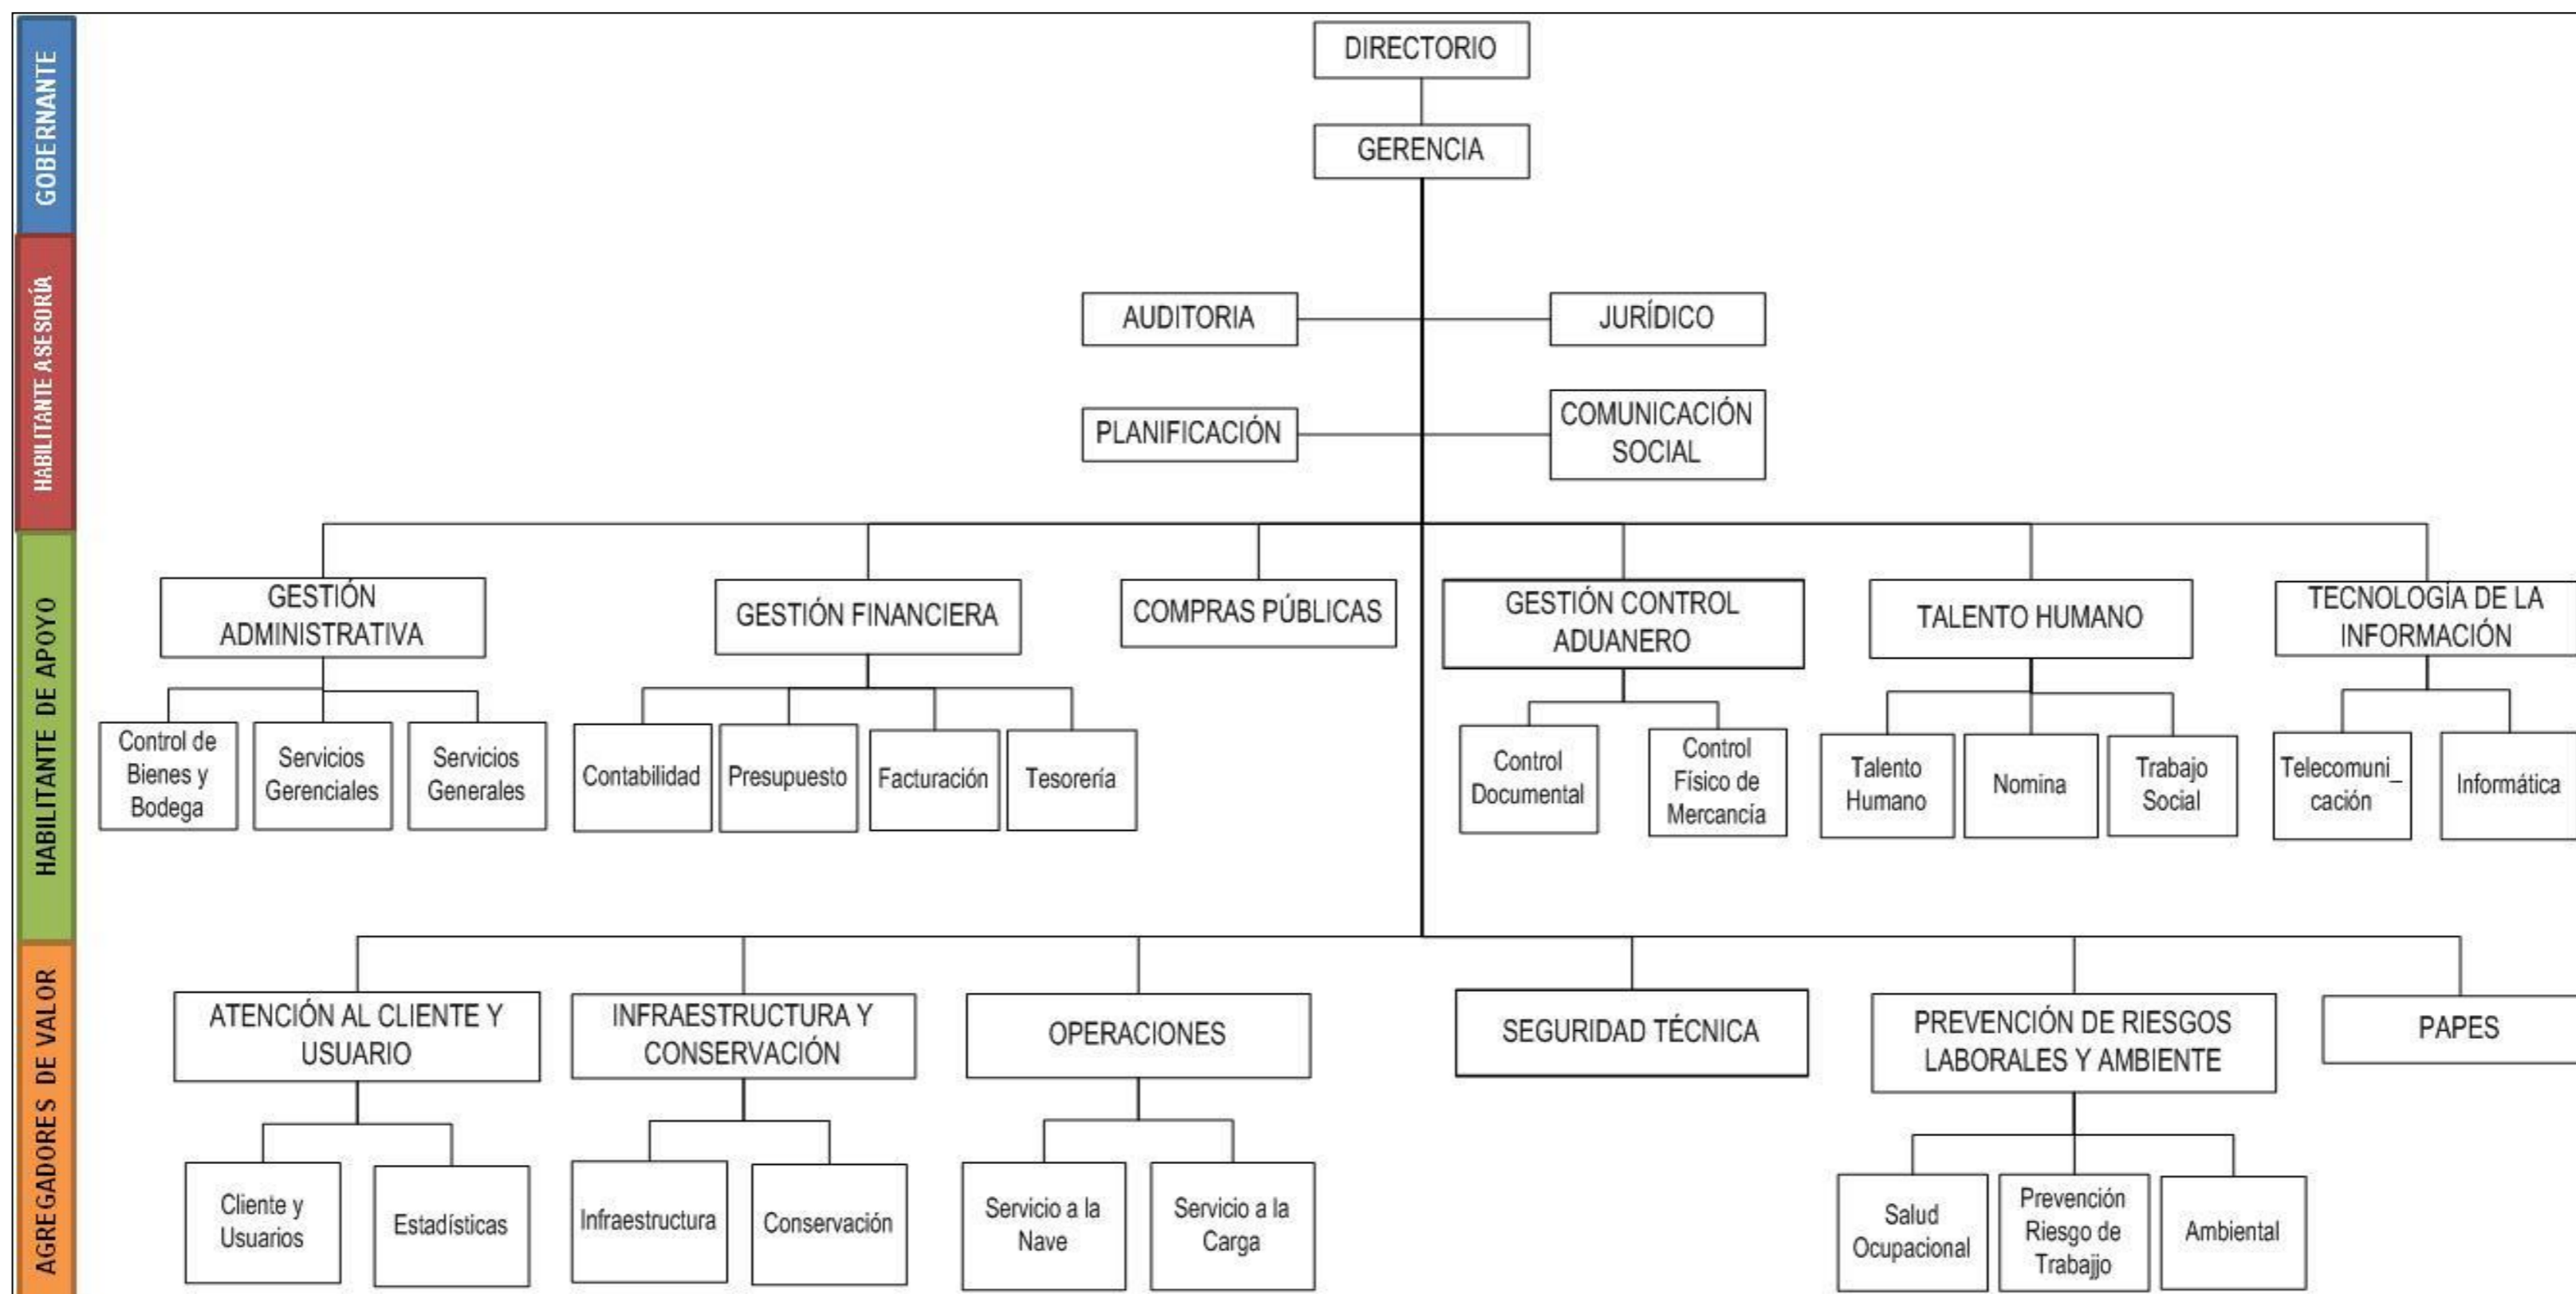 GOBERNANTE
DIRECTORIO
GERENCIA
HABILITANTE ASESORÍA
AUDITORIA
JURÍDICO
PLANIFICACIÓN
COMUNICACIÓN
SOCIAL
HABILITANTE DE APOYO
GESTIÓN
ADMINISTRATIVA
GESTIÓN FINANCIERA
COMPRAS PÚBLICAS
GESTIÓN CONTROL
ADUANERO
TALENTO HUMANO
TECNOLOGÍA DE LA
INFORMACIÓN
Control de
Bienes y
Bodega
Servicios
Gerenciales
Servicios
Generales
Contabilidad
Presupuesto
Facturación
Tesorería
Control
Documental
Control
Físico de
Mercancía
Talento
Humano
Nomina
Trabajo
Social
Telecomuni_
cación
Informática
AGREGADORES DE VALOR
ATENCIÓN AL CLIENTE Y
USUARIO
INFRAESTRUCTURA Y
CONSERVACIÓN
OPERACIONES
SEGURIDAD TÉCNICA
PREVENCIÓN DE RIESGOS
LABORALES Y AMBIENTE
PAPES
Cliente y
Usuarios
Estadísticas
Infraestructura
Conservación
Servicio a la
Nave
Servicio a la
Carga
Salud
Ocupacional
Prevención
Riesgo de
Trabajjo
Ambiental